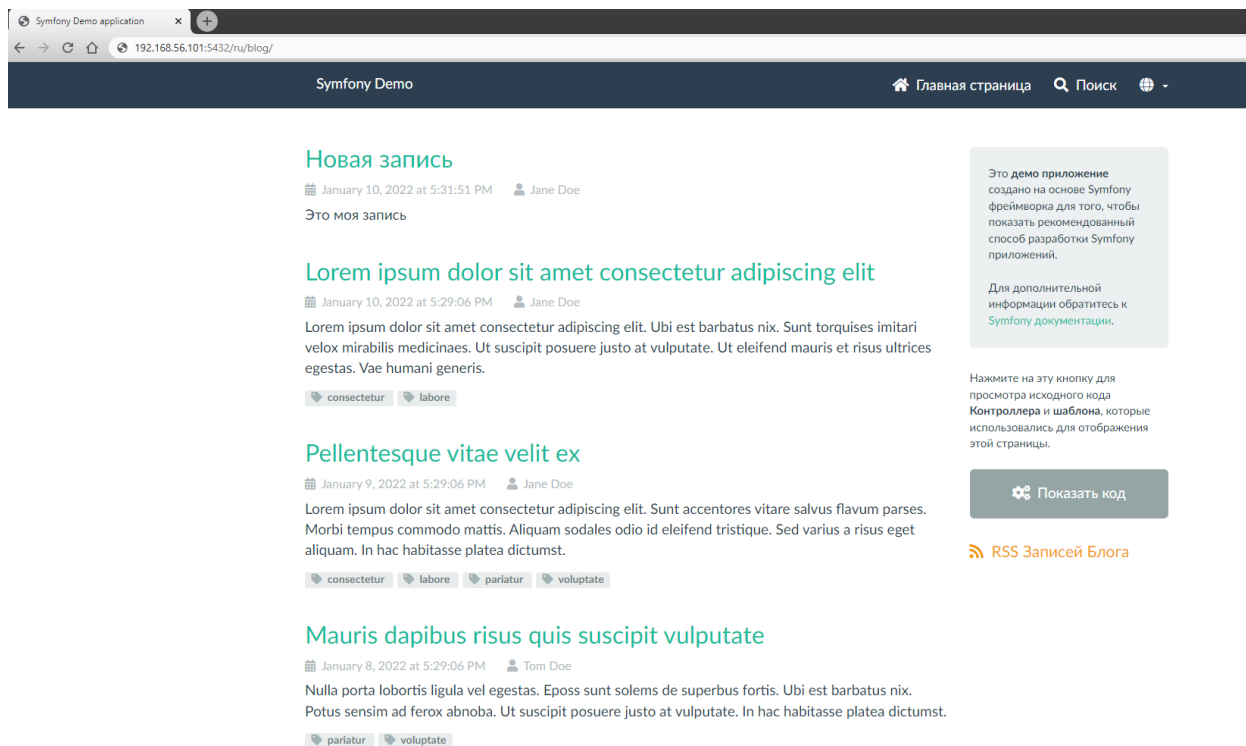 Symfony Demo application
192.168.56.101:5432/ru/blog/
Symfony Demo
Главная страница
Поиск
Новая запись
January 10, 2022 at 5:31:51 PM Jane Doe
Это моя запись
Lorem ipsum dolor sit amet consectetur adipiscing elit
January 10, 2022 at 5:29:06 PM Jane Doe
Lorem ipsum dolor sit amet consectetur adipiscing elit. Ubi est barbatus nix. Sunt torquises imitari
velox mirabilis medicinaes. Ut suscipit posuere justo at vulputate. Ut eleifend mauris et risus ultrices
egestas. Vae humani generis.
consectetur labore
Pellentesque vitae velit ex
January 9, 2022 at 5:29:06 PM Jane Doe
Lorem ipsum dolor sit amet consectetur adipiscing elit. Sunt accentores vitare salvus flavum parses.
Morbi tempus commodo mattis. Aliquam sodales odio id eleifend tristique. Sed varius a risus eget
aliquam. In hac habitasse platea dictumst.
consectetur labore pariatur voluptate
Mauris dapibus risus quis suscipit vulputate
January 8, 2022 at 5:29:06 PM Tom Doe
Nulla porta lobortis ligula vel egestas. Eposs sunt solems de superbus fortis. Ubi est barbatus nix.
Potus sensim ad ferox abnoba. Ut suscipit posuere justo at vulputate. In hac habitasse platea dictumst.
pariatur voluptate
Это демо приложение
создано на основе Symfony
фреймворка для того, чтобы
показать рекомендованный
способ разработки Symfony
приложений.
Для дополнительной
информации обратитесь к
Symfony документации.
Нажмите на эту кнопку для
просмотра исходного кода
Контроллера и шаблона, которые
использовались для отображения
этой страницы.
Показать код
RSS Записей Блога